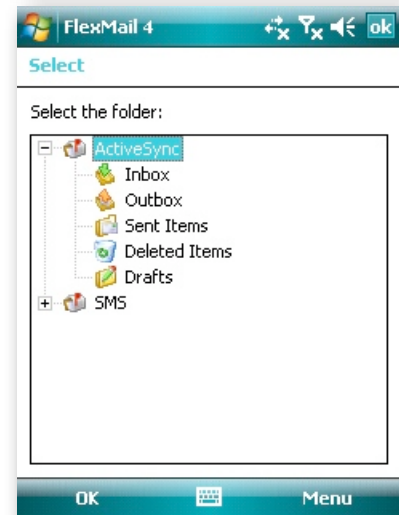 FlexMail 4 ok
Select
Select the folder:
ActiveSync
Inbox
Outbox
Sent Items
Deleted Items
Drafts
SMS
OK Menu